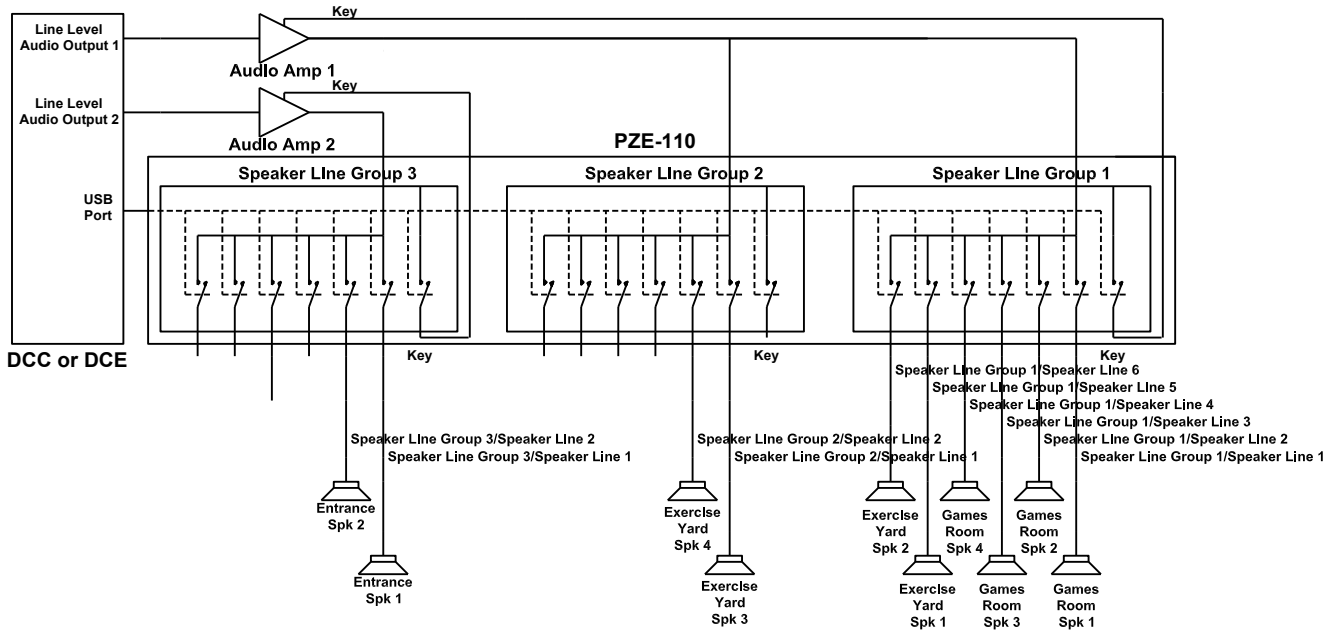 Key
Line Level
Audio Output 1
Audio Amp 1
Key
Line Level
Audio Output 2
Audio Amp 2
PZE-110
Speaker Line Group 3
Speaker Line Group 2
Speaker Line Group 1
USB
Port
DCC or DCE
Key
Key
Key
Speaker Line Group 1/Speaker Line 6
Speaker Line Group 1/Speaker Line 5
Speaker Line Group 1/Speaker Line 4
Speaker Line Group 1/Speaker Line 3
Speaker Line Group 3/Speaker Line 2
Speaker Line Group 2/Speaker Line 2
Speaker Line Group 1/Speaker Line 2
Speaker Line Group 3/Speaker Line 1
Speaker Line Group 2/Speaker Line 1
Speaker Line Group 1/Speaker Line 1
Entrance
Spk 2
Exercise
Yard
Spk 4
Exercise
Yard
Spk 2
Games
Room
Spk 4
Games
Room
Spk 2
Entrance
Spk 1
Exercise
Yard
Spk 3
Exercise
Yard
Spk 1
Games
Room
Spk 3
Games
Room
Spk 1